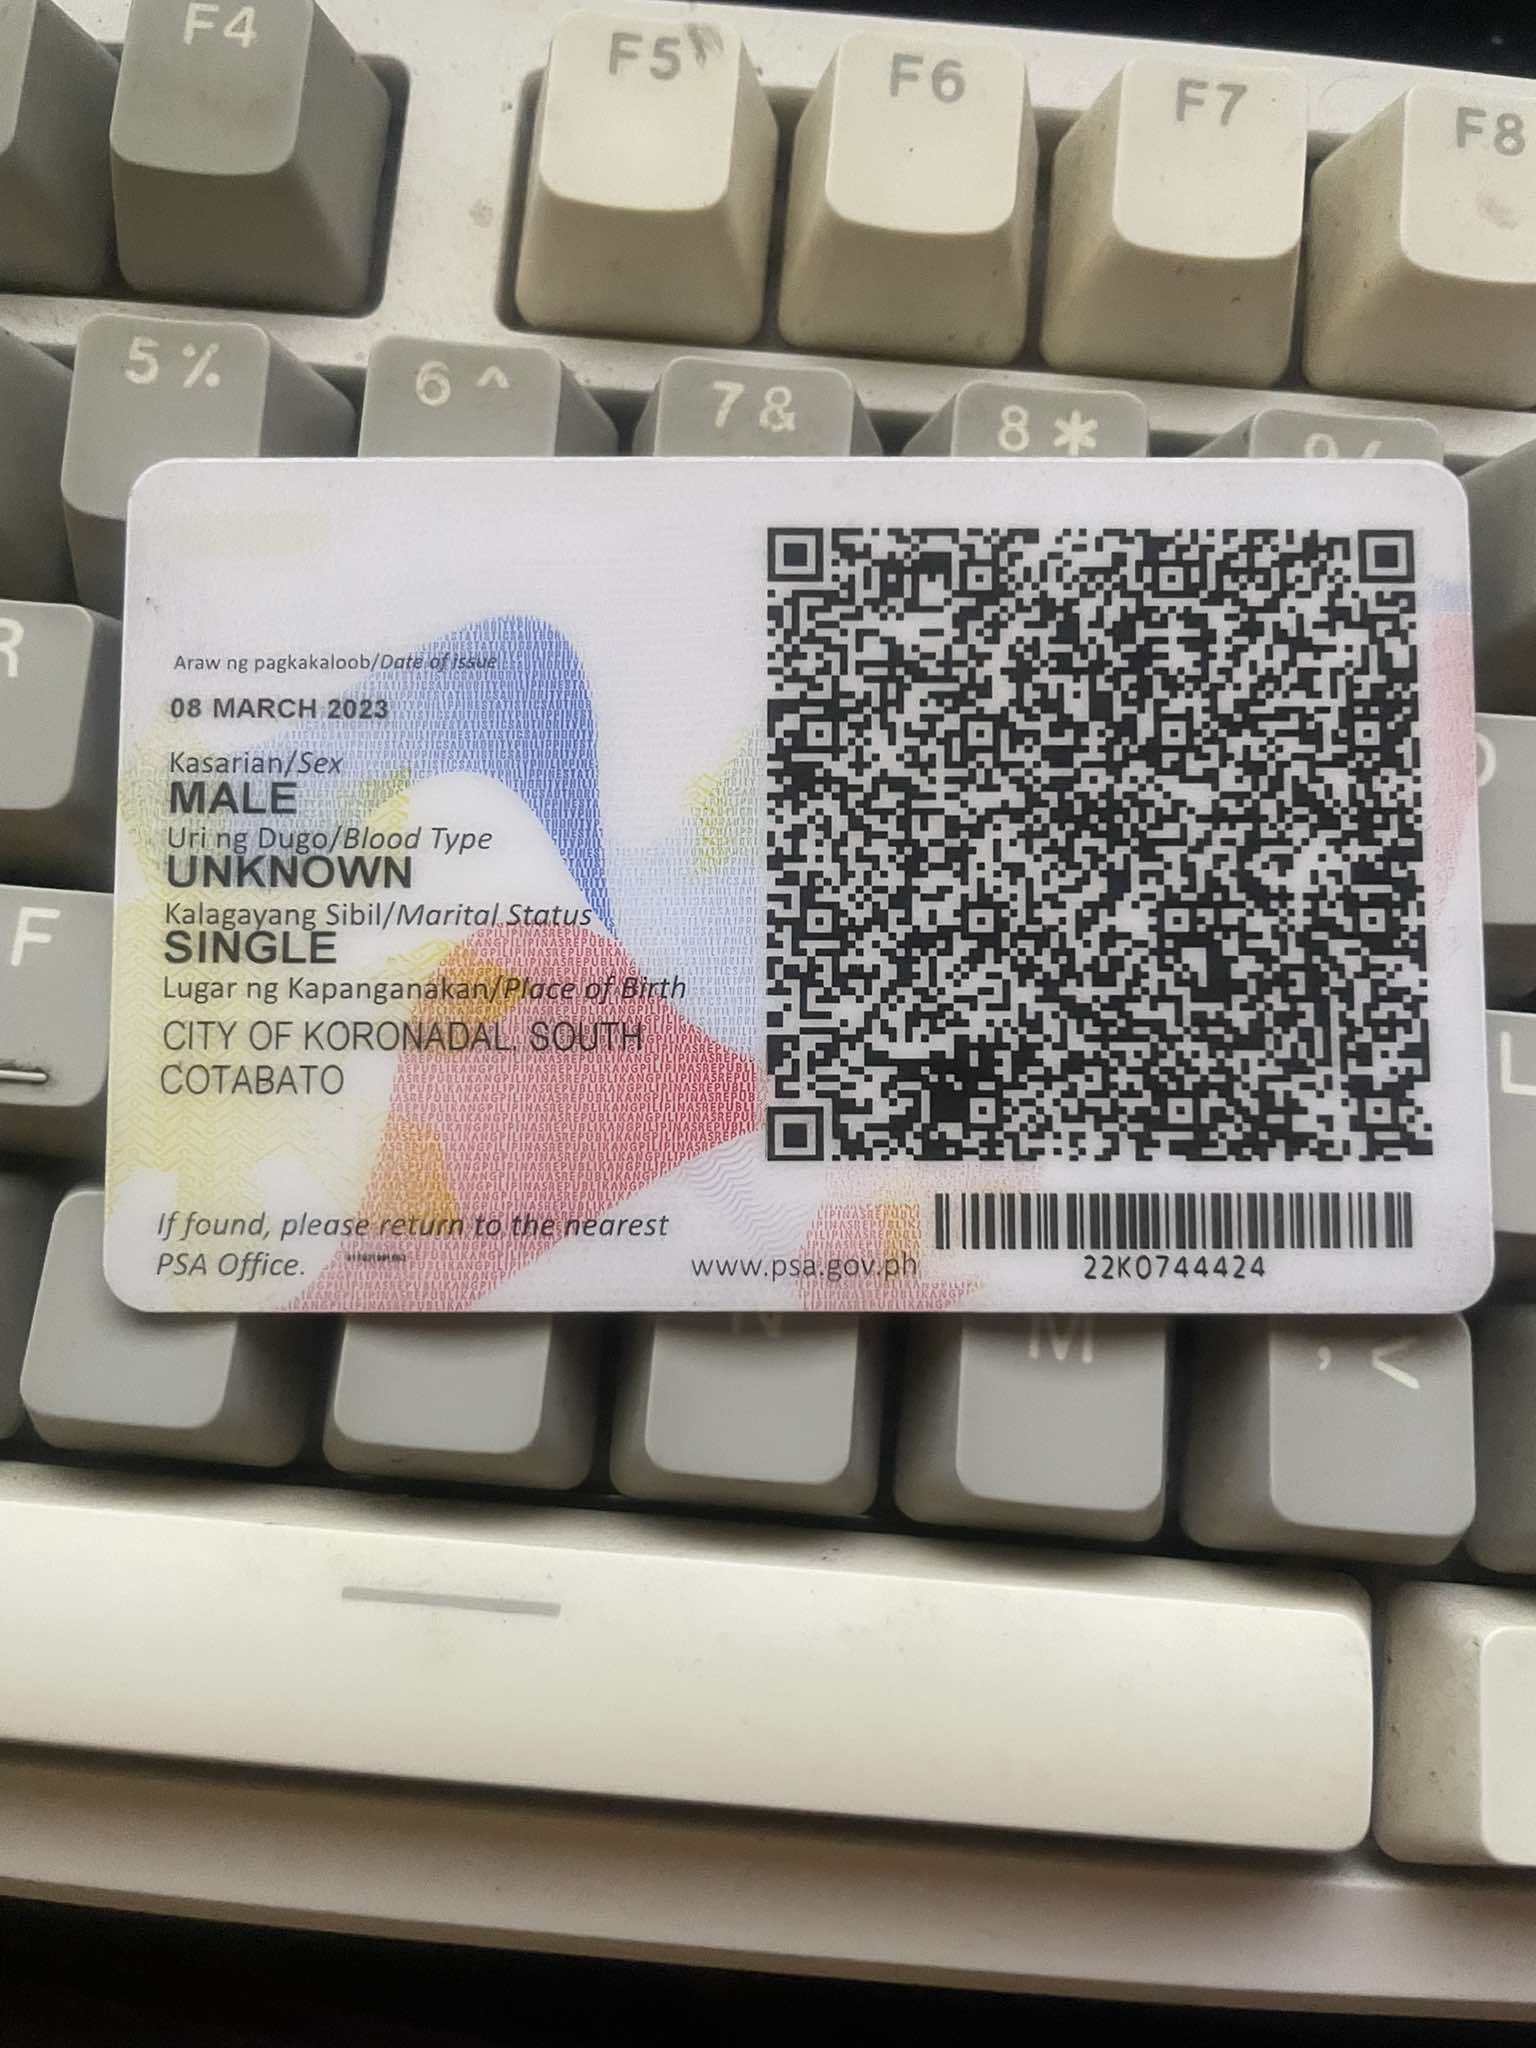 F4 F5 F6 F7 F8
5 % 6 ^ 7 & 8 * 9 (
R
Araw ng pagkakaloob/Date of issue
08 MARCH 2023
Kasarian/Sex
MALE
Uri ng Dugo/Blood Type
UNKNOWN
F
Kalagayang Sibil/Marital Status
SINGLE
Lugar ng Kapanganakan/Place of Birth
CITY OF KORONADAL, SOUTH
COTABATO
L
If found, please return to the nearest
PSA Office.
www.psa.gov.ph
22K0744424
N M , <